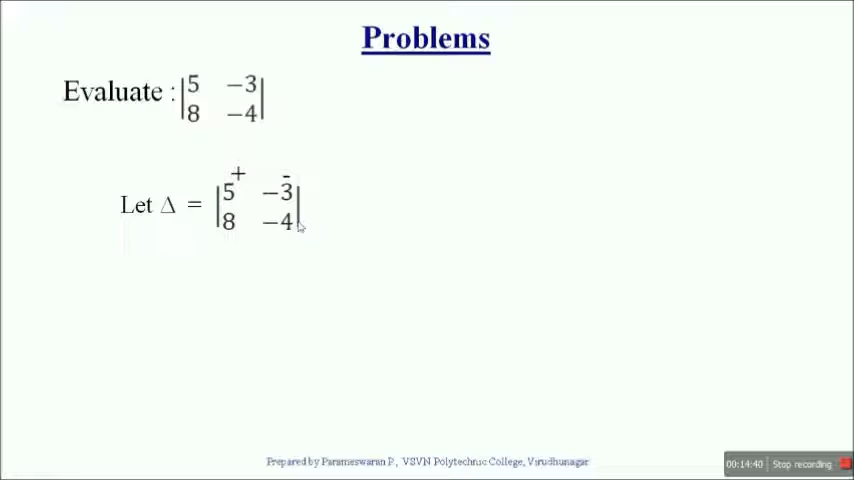 Problems
Evaluate : |5 −3|
|8 −4|
+ -
Let Δ = |5 −3|
|8 −4|
Prepared by Parameswaran P., VSVN Polytechnic College, Virudhunagar
00:14:40 Stop recording